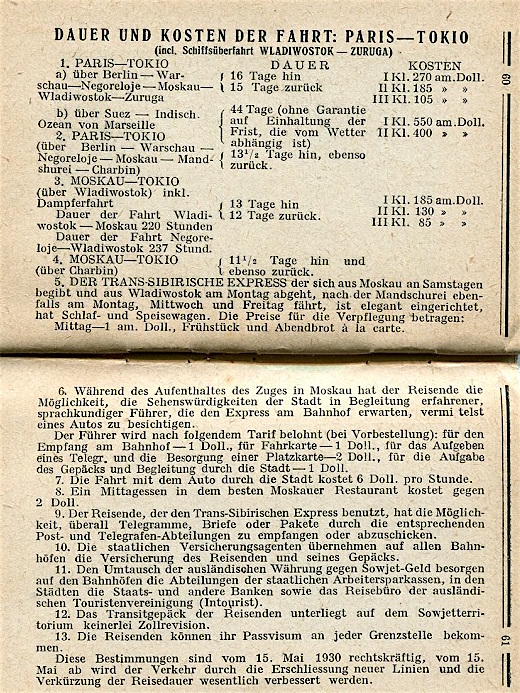 DAUER UND KOSTEN DER FAHRT: PARIS—TOKIO
(incl. Schiffsüberfahrt WLADIWOSTOK — ZURUGA)
1. PARIS—TOKIO DAUER KOSTEN
a) über Berlin — War- 16 Tage hin I Kl. 270 am. Doll.
schau—Negoreloje—Moskau— 15 Tage zurück II Kl. 185 » »
Wladiwostok—Zuruga III Kl. 105 » »
b) über Suez — Indisch. 44 Tage (ohne Garantie
Ozean von Marseille auf Einhaltung der I Kl. 550 am. Doll.
2. PARIS—TOKIO Frist, die vom Wetter II Kl. 400 » »
(über Berlin — Warschau — abhängig ist)
Negoreloje — Moskau — Mand- 13½ Tage hin, ebenso
shurei — Charbin) zurück.
3. MOSKAU—TOKIO
(über Wladiwostok) inkl.
Dampferfahrt 13 Tage hin I Kl. 185 am. Doll.
Dauer der Fahrt Wladi- 12 Tage zurück. II Kl. 130 » »
wostok — Moskau 220 Stunden III Kl. 85 » »
Dauer der Fahrt Negore-
loje—Wladiwostok 237 Stund.
4. MOSKAU—TOKIO 11½ Tage hin und
(über Charbin) ebenso zurück.
5. DER TRANS-SIBIRISCHE EXPRESS der sich aus Moskau an Samstagen
begibt und aus Wladiwostok am Montag abgeht, nach der Mandschurei eben-
falls am Montag, Mittwoch und Freitag fährt, ist elegant eingerichtet,
hat Schlaf- und Speisewagen. Die Preise für die Verpflegung betragen:
Mittag—1 am. Doll., Frühstück und Abendbrot à la carte.
60
6. Während des Aufenthaltes des Zuges in Moskau hat der Reisende die
Möglichkeit, die Sehenswürdigkeiten der Stadt in Begleitung erfahrener,
sprachkundiger Führer, die den Express am Bahnhof erwarten, vermi telst
eines Autos zu besichtigen.
Der Führer wird nach folgendem Tarif belohnt (bei Vorbestellung): für den
Empfang am Bahnhof — 1 Doll., für Fahrkarte — 1 Doll., für das Aufgeben
eines Telegr. und die Besorgung einer Platzkarte—2 Doll., für die Aufgabe
des Gepäcks und Begleitung durch die Stadt — 1 Doll.
7. Die Fahrt mit dem Auto durch die Stadt kostet 6 Doll. pro Stunde.
8. Ein Mittagessen in dem besten Moskauer Restaurant kostet gegen
2 Doll.
9. Der Reisende, der den Trans-Sibirischen Express benutzt, hat die Möglich-
keit, überall Telegramme, Briefe oder Pakete durch die entsprechenden
Post- und Telegrafen-Abteilungen zu empfangen oder abzuschicken.
10. Die staatlichen Versicherungsagenten übernehmen auf allen Bahn-
höfen die Versicherung des Reisenden und seines Gepäcks.
11. Den Umtausch der ausländischen Währung gegen Sowjet-Geld besorgen
auf den Bahnhöfen die Abteilungen der staatlichen Arbeitersparkassen, in den
Städten die Staats- und andere Banken sowie das Reisebüro der ausländi-
schen Touristenvereinigung (Intourist).
12. Das Transitgepäck der Reisenden unterliegt auf dem Sowjetterri-
torium keinerlei Zollrevision.
13. Die Reisenden können ihr Passvisum an jeder Grenzstelle bekom-
men.
Diese Bestimmungen sind vom 15. Mai 1930 rechtskräftig, vom 15.
Mai ab wird der Verkehr durch die Erschliessung neuer Linien und die
Verkürzung der Reisedauer wesentlich verbessert werden.
61